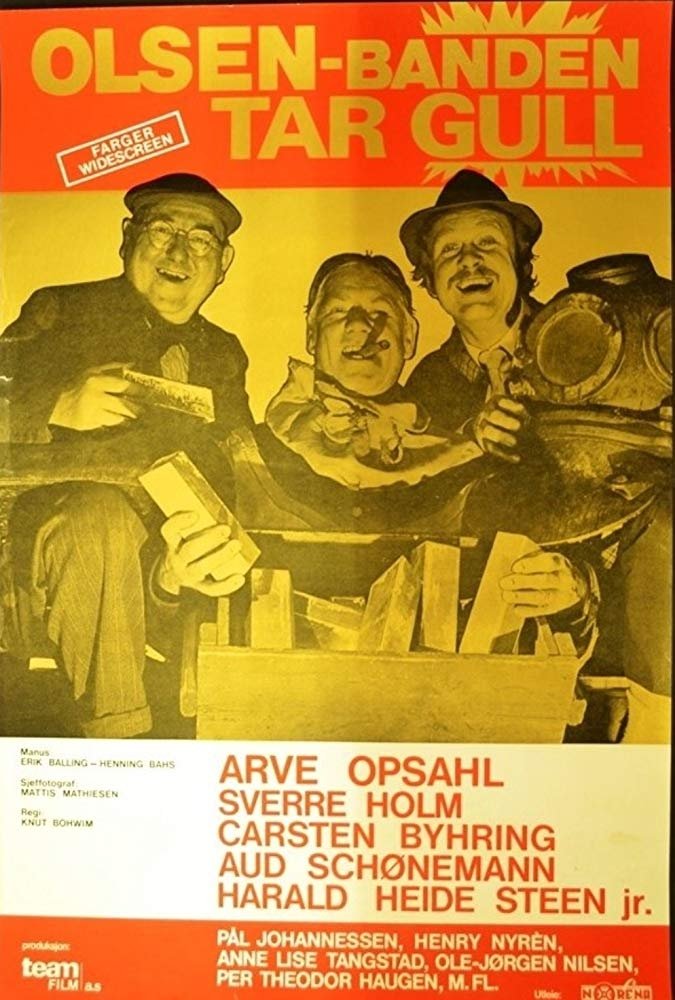 OLSEN-BANDEN
TAR GULL
FARGER
WIDESCREEN
Manus:
ERIK BALLING – HENNING BAHS
Sjeffotograf:
MATTIS MATHIESEN
Regi:
KNUT BOHWIM
ARVE OPSAHL
SVERRE HOLM
CARSTEN BYHRING
AUD SCHØNEMANN
HARALD HEIDE STEEN jr.
produksjon:
team
FILM a.s
PÅL JOHANNESSEN, HENRY NYRÈN,
ANNE LISE TANGSTAD, OLE-JØRGEN NILSEN,
PER THEODOR HAUGEN, M. FL.
Utleie:
NORENA